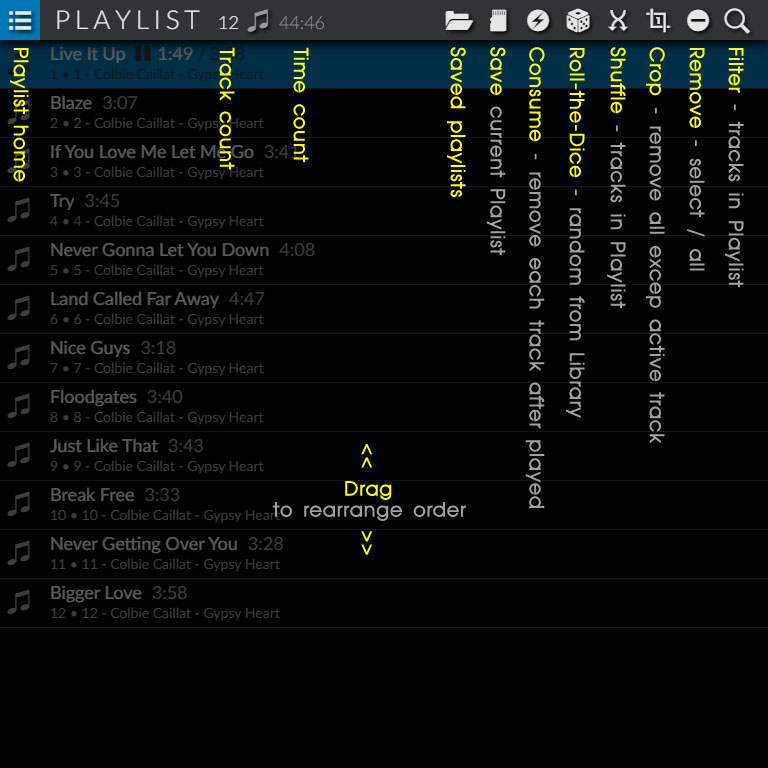 PLAYLIST 12 44:46
Playlist home
Track count
Time count
Saved playlists
Save current Playlist
Consume - remove each track after played
Roll-the-Dice - random from Library
Shuffle - tracks in Playlist
Crop - remove all excep active track
Remove - select / all
Filter - tracks in Playlist
Live It Up 1:49 /
1 • 1 - Colbie Caillat - Gypsy Heart
Blaze 3:07
2 • 2 - Colbie Caillat - Gypsy Heart
If You Love Me Let Me Go
3 • 3 - Colbie Caillat - Gypsy Heart
Try 3:45
4 • 4 - Colbie Caillat - Gypsy Heart
Never Gonna Let You Down 4:08
5 • 5 - Colbie Caillat - Gypsy Heart
Land Called Far Away 4:47
6 • 6 - Colbie Caillat - Gypsy Heart
Nice Guys 3:18
7 • 7 - Colbie Caillat - Gypsy Heart
Floodgates 3:40
8 • 8 - Colbie Caillat - Gypsy Heart
Just Like That 3:43
9 • 9 - Colbie Caillat - Gypsy Heart
Break Free 3:33
10 • 10 - Colbie Caillat - Gypsy Heart
Never Getting Over You 3:28
11 • 11 - Colbie Caillat - Gypsy Heart
Bigger Love 3:58
12 • 12 - Colbie Caillat - Gypsy Heart
Drag
to rearrange order